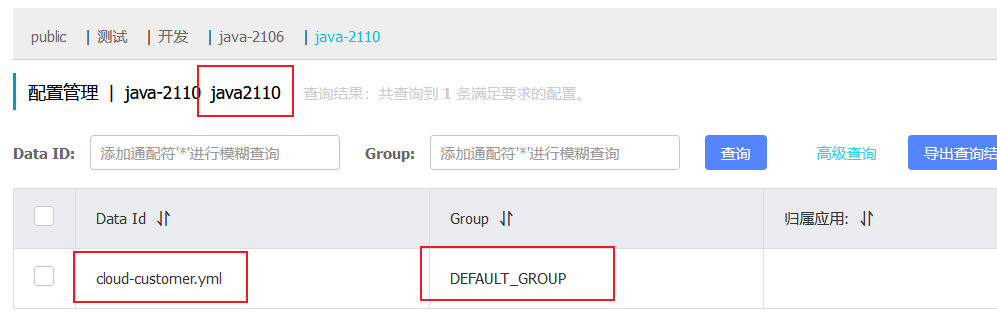 public | 测试 | 开发 | java-2106 | java-2110
配置管理 | java-2110 java2110 查询结果：共查询到 1 条满足要求的配置。
Data ID: 添加通配符'*'进行模糊查询 Group: 添加通配符'*'进行模糊查询 查询 高级查询 导出查询结
Data Id Group 归属应用:
cloud-customer.yml DEFAULT_GROUP